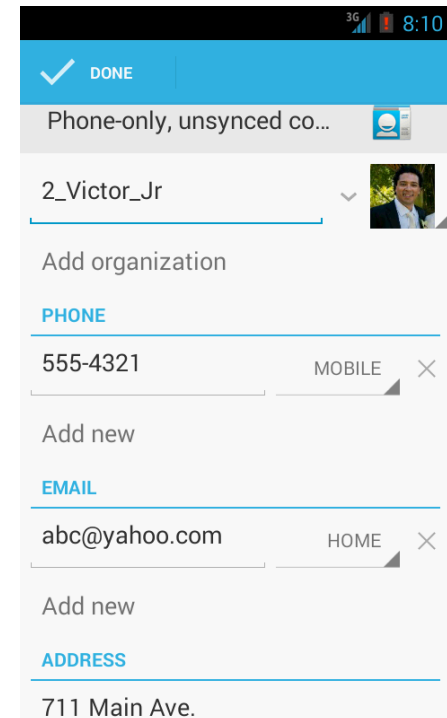 3G 8:10
DONE
Phone-only, unsynced co...
2_Victor_Jr
Add organization
PHONE
555-4321 MOBILE
Add new
EMAIL
abc@yahoo.com HOME
Add new
ADDRESS
711 Main Ave.